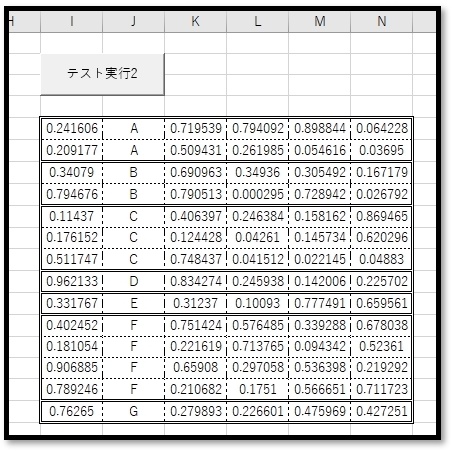 H I J K L M N
テスト実行2
0.241606 A 0.719539 0.794092 0.898844 0.064228
0.209177 A 0.509431 0.261985 0.054616 0.03695
0.34079 B 0.690963 0.34936 0.305492 0.167179
0.794676 B 0.790513 0.000295 0.728942 0.026792
0.11437 C 0.406397 0.246384 0.158162 0.869465
0.176152 C 0.124428 0.04261 0.145734 0.620296
0.511747 C 0.748437 0.041512 0.022145 0.04883
0.962133 D 0.834274 0.245938 0.142006 0.225702
0.331767 E 0.31237 0.10093 0.777491 0.659561
0.402452 F 0.751424 0.576485 0.339288 0.678038
0.181054 F 0.221619 0.713765 0.094342 0.52361
0.906885 F 0.65908 0.297058 0.536398 0.219292
0.789246 F 0.210682 0.1751 0.566651 0.711723
0.76265 G 0.279893 0.226601 0.475969 0.427251